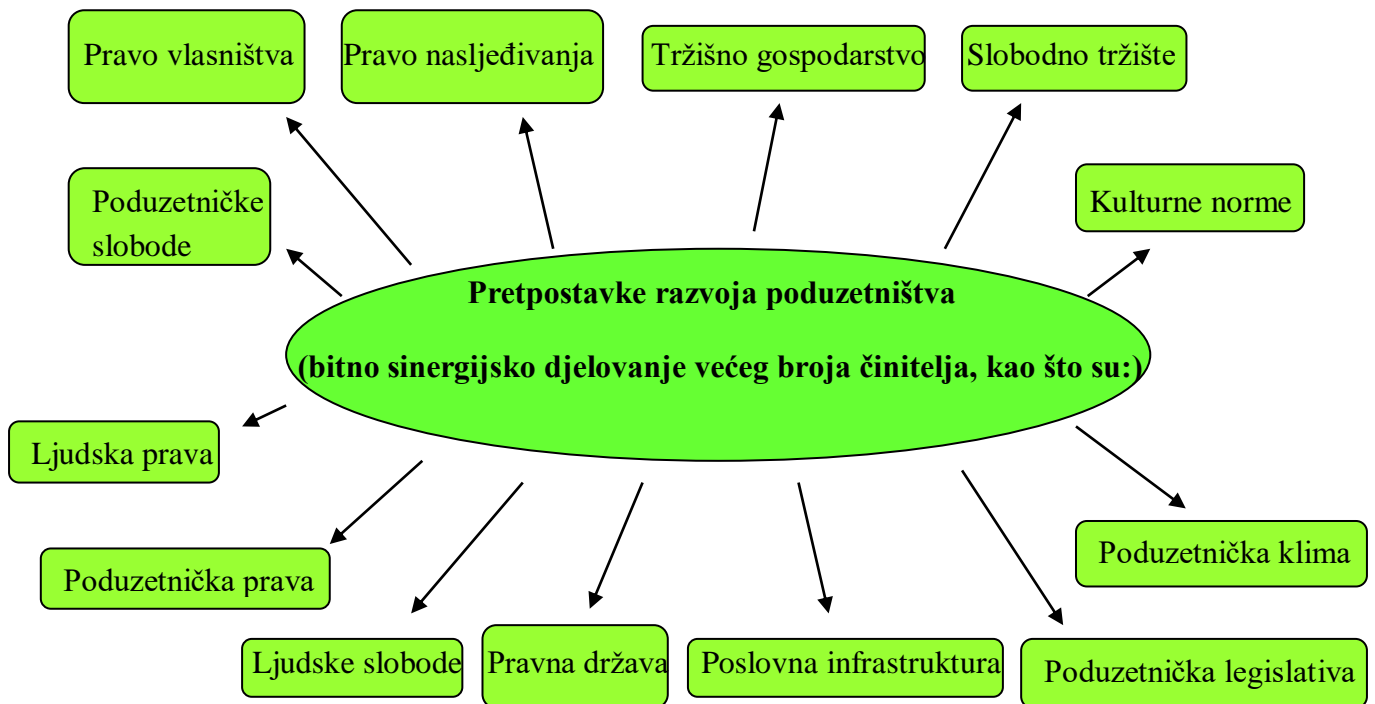 Pravo vlasništva
Pravo nasljeđivanja
Tržišno gospodarstvo
Slobodno tržište
Poduzetničke
slobode
Kulturne norme
Pretpostavke razvoja poduzetništva
(bitno sinergijsko djelovanje većeg broja činitelja, kao što su:)
Ljudska prava
Poduzetnička klima
Poduzetnička prava
Ljudske slobode
Pravna država
Poslovna infrastruktura
Poduzetnička legislativa